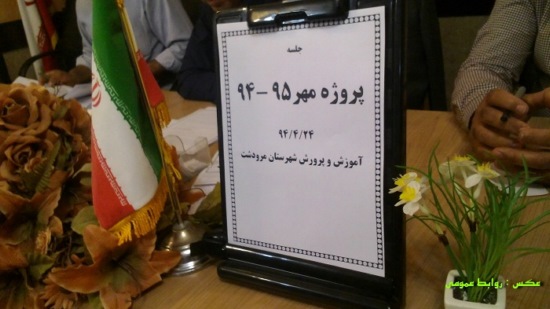 جلسه
پروژه مهر ۹۵ - ۹۴
۹۴/۴/۲۴
آموزش و پرورش شهرستان مرودشت
عکس : روابط عمومی